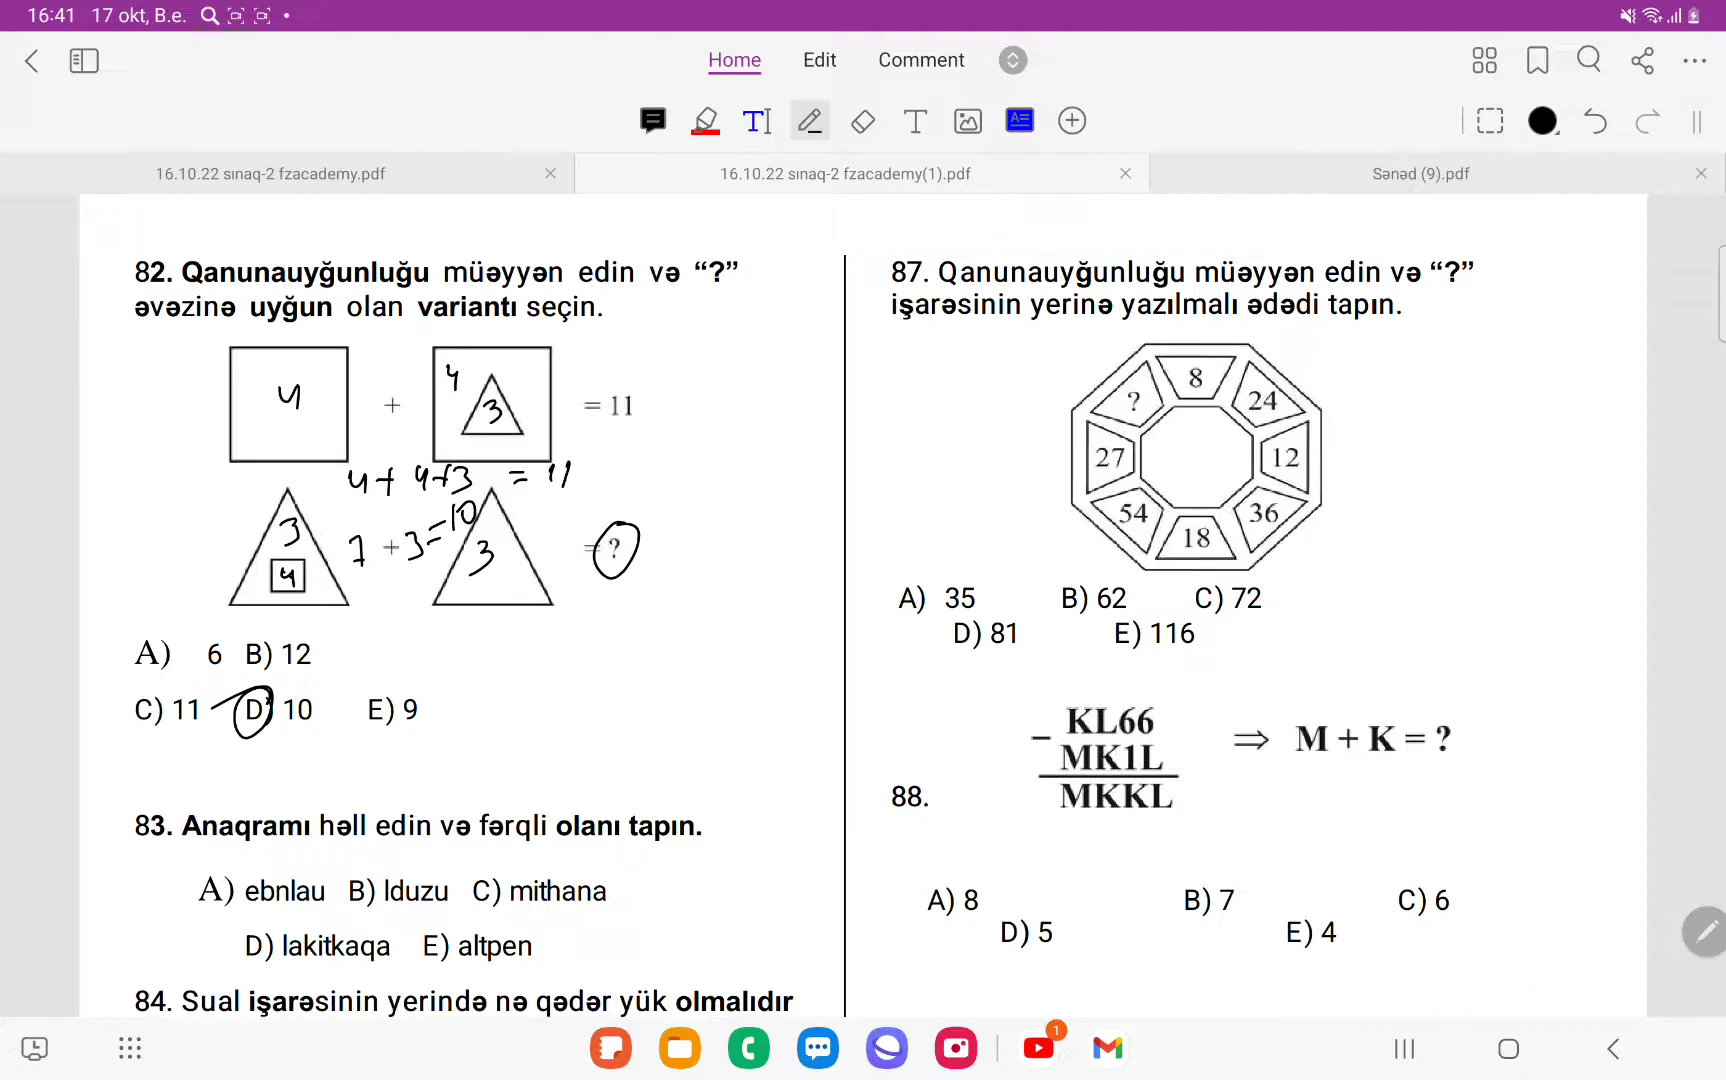 16:41 17 okt, B.e.
Home Edit Comment
16.10.22 sınaq-2 fzacademy.pdf
16.10.22 sınaq-2 fzacademy(1).pdf
Sənəd (9).pdf
82. Qanunauyğunluğu müəyyən edin və “?”
əvəzinə uyğun olan variantı seçin.
4 + 4 3 = 11
4+ 4+3 = 11
3 4 7 +3=10 3 = ?
A) 6 B) 12
C) 11 D) 10 E) 9
83. Anaqramı həll edin və fərqli olanı tapın.
A) ebnlau B) lduzu C) mithana
D) lakitkaqa E) altpen
84. Sual işarəsinin yerində nə qədər yük olmalıdır
87. Qanunauyğunluğu müəyyən edin və “?”
işarəsinin yerinə yazılmalı ədədi tapın.
? 8 24
27 12
54 18 36
A) 35 B) 62 C) 72
D) 81 E) 116
− KL66 ⇒ M + K = ?
MK1L
MKKL
88.
A) 8 B) 7 C) 6
D) 5 E) 4
1